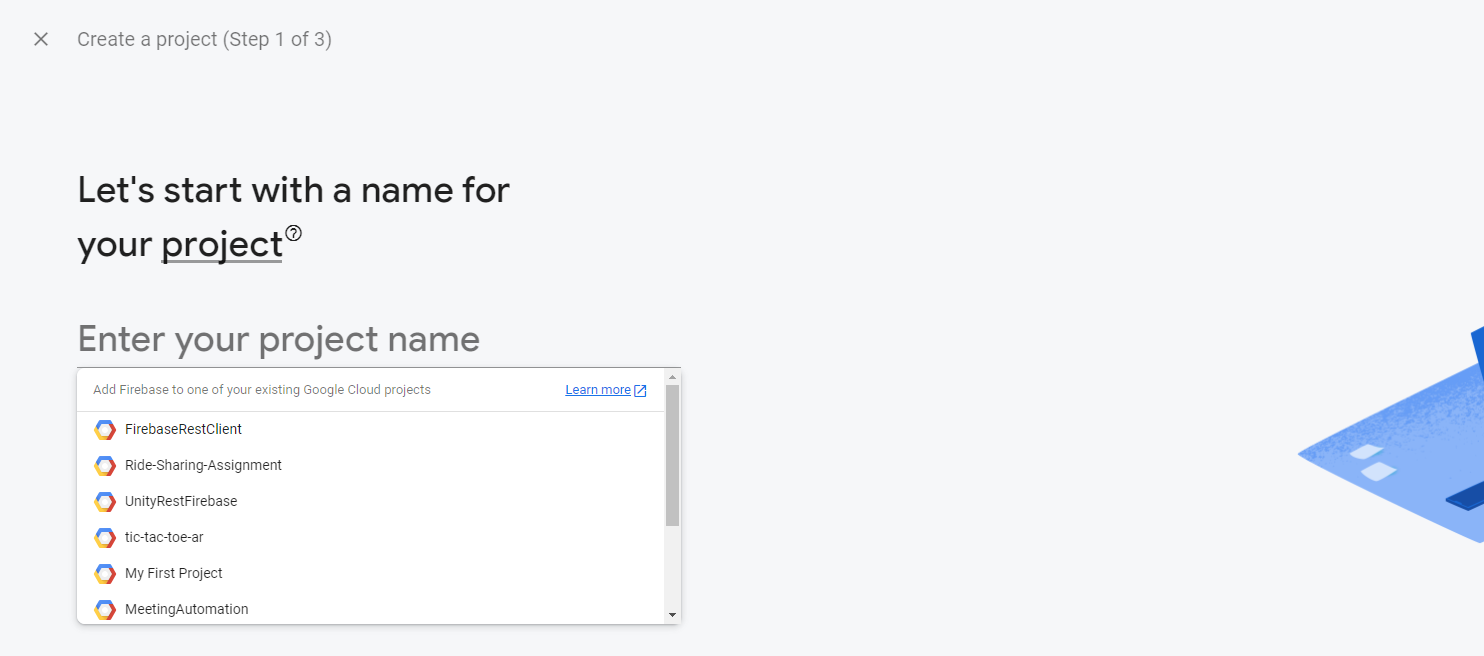 Create a project (Step 1 of 3)
Let's start with a name for
your project
Enter your project name
Add Firebase to one of your existing Google Cloud projects Learn more
FirebaseRestClient
Ride-Sharing-Assignment
UnityRestFirebase
tic-tac-toe-ar
My First Project
MeetingAutomation